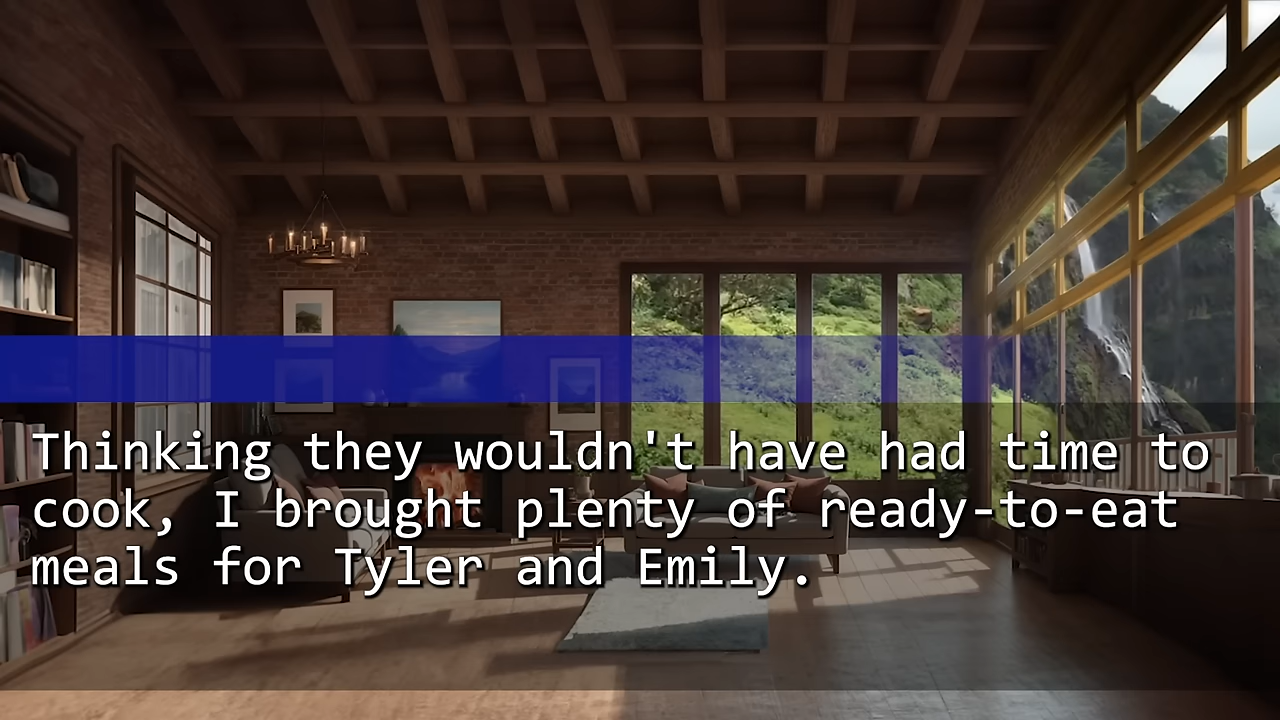 Thinking they wouldn't have had time to
cook, I brought plenty of ready-to-eat
meals for Tyler and Emily.